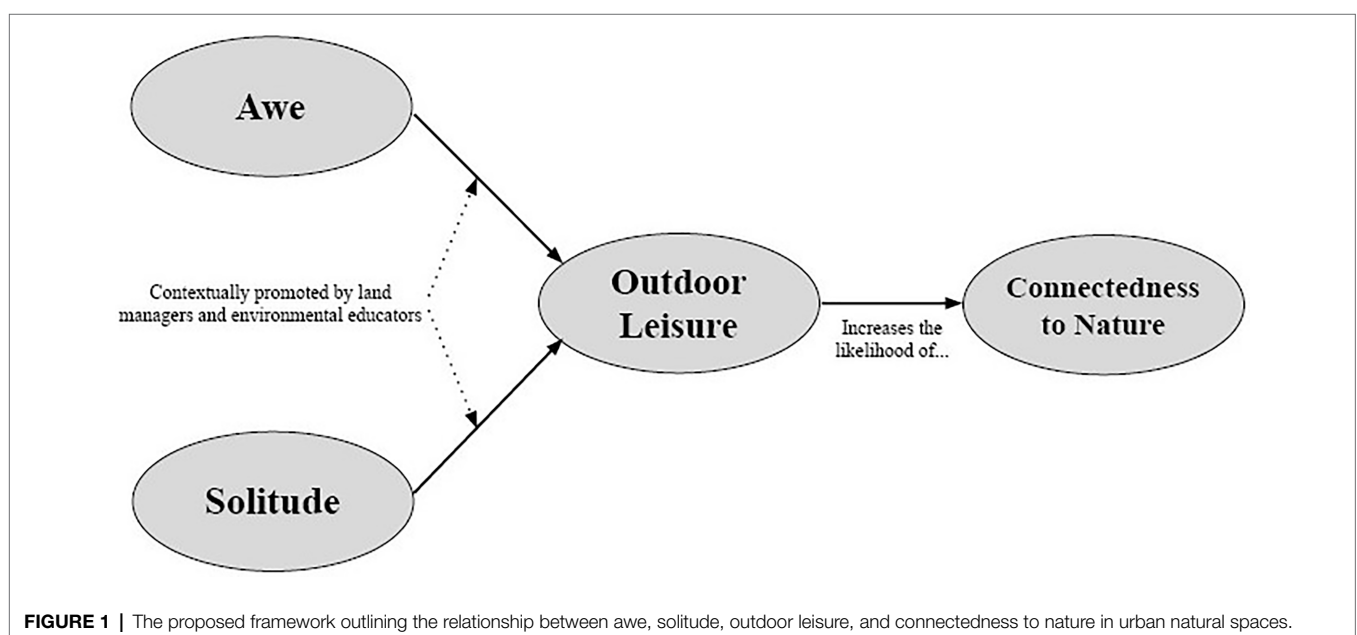 Awe
Contextually promoted by land
managers and environmental educators
Outdoor
Leisure
Increases the
likelihood of...
Connectedness
to Nature
Solitude
FIGURE 1 | The proposed framework outlining the relationship between awe, solitude, outdoor leisure, and connectedness to nature in urban natural spaces.